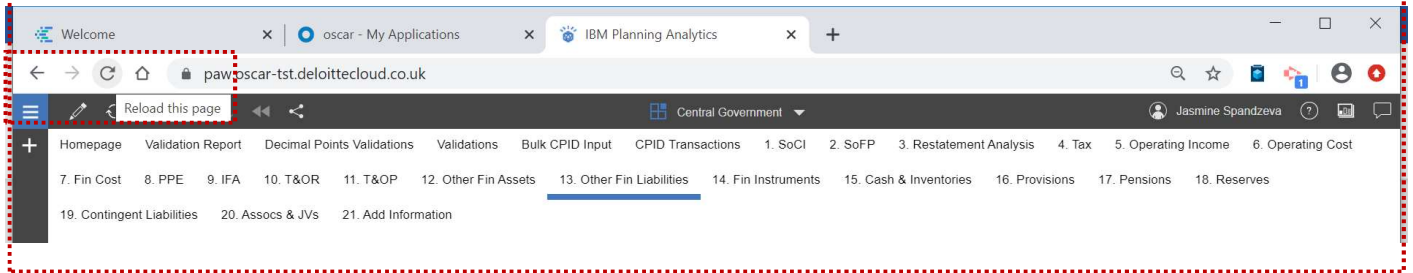 Welcome
oscar - My Applications
IBM Planning Analytics
paw.oscar-tst.deloittecloud.co.uk
1
Reload this page
Central Government
Jasmine Spandzeva
Homepage Validation Report Decimal Points Validations Validations Bulk CPID Input CPID Transactions 1. SoCI 2. SoFP 3. Restatement Analysis 4. Tax 5. Operating Income 6. Operating Cost
7. Fin Cost 8. PPE 9. IFA 10. T&OR 11. T&OP 12. Other Fin Assets 13. Other Fin Liabilities 14. Fin Instruments 15. Cash & Inventories 16. Provisions 17. Pensions 18. Reserves
19. Contingent Liabilities 20. Assocs & JVs 21. Add Information